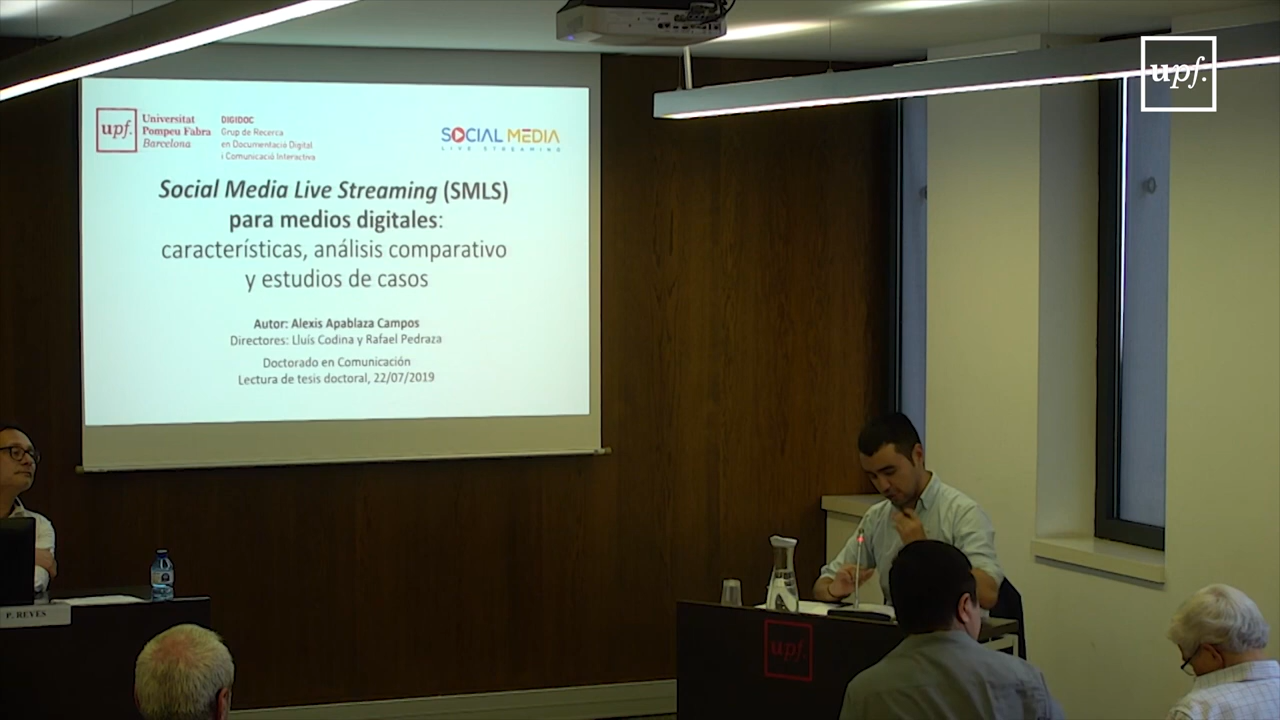 upf.
upf.
Universitat
Pompeu Fabra
Barcelona
DIGIDOC
Grup de Recerca
en Documentació Digital
i Comunicació Interactiva
SOCIAL MEDIA
LIVE STREAMING
Social Media Live Streaming (SMLS)
para medios digitales:
características, análisis comparativo
y estudios de casos
Autor: Alexis Apablaza Campos
Directores: Lluís Codina y Rafael Pedraza
Doctorado en Comunicación
Lectura de tesis doctoral, 22/07/2019
P. REYES
upf.